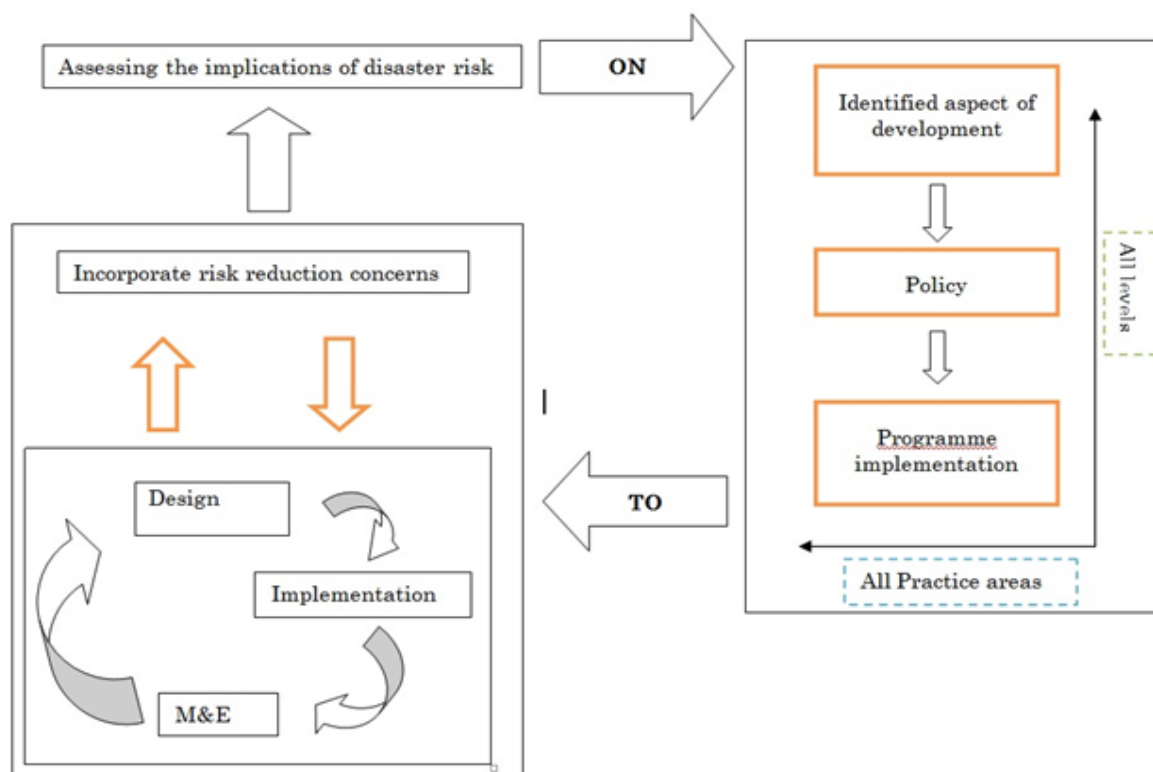 Assessing the implications of disaster risk
ON
Identified aspect of
development
Policy
Programme
implementation
All levels
All Practice areas
TO
Incorporate risk reduction concerns
Design
Implementation
M&E